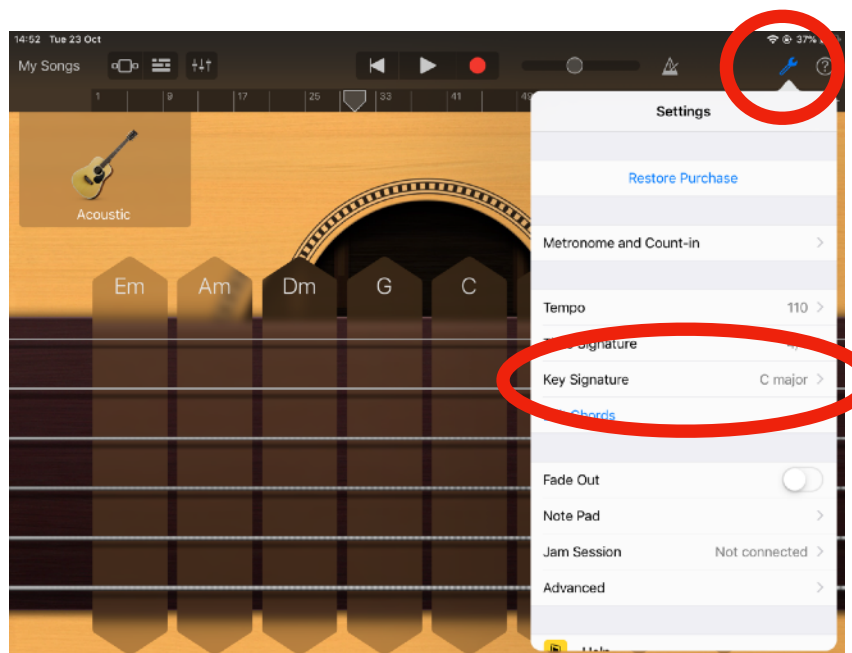 14:52 Tue 23 Oct
37%
My Songs
1 9 17 25 33 41 49
Settings
Restore Purchase
Acoustic
Metronome and Count-in
Em Am Dm G C
Tempo 110
Signature
Key Signature C major
Chords
Fade Out
Note Pad
Jam Session Not connected
Advanced